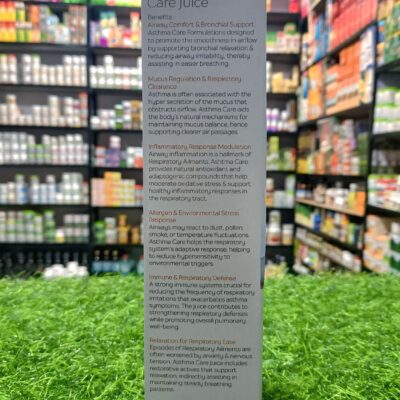 Care Juice
Benefits
Airway Comfort & Bronchial Support
Asthma Care Formulations designed
to promote the smoothness in airflow
by supporting bronchial relaxation &
reducing airway irritability, thereby
assisting in easier breathing.
Mucus Regulation & Respiratory
Clearance
Asthma is often associated with the
hyper secretion of the mucus that
obstructs airflow. Asthma Care aids
the body's natural mechanisms for
maintaining mucus balance, hence
supporting clearer air passages.
Inflammatory Response Modulation
Airway inflammation is a hallmark of
Respiratory Ailments. Asthma Care
provides natural antioxidant and
adaptogenic compounds that help
moderate oxidative stress & support
healthy inflammatory responses in
the respiratory tract.
Allergen & Environmental Stress
Response
Airways may react to dust, pollen,
smoke, or temperature fluctuations.
Asthma Care helps the respiratory
system's adaptive response, helping
to reduce hypersensitivity to
environmental triggers.
Immune & Respiratory Defense
A strong immune system is crucial for
reducing the frequency of respiratory
irritations that exacerbate asthma
symptoms. The juice contributes to
strengthening respiratory defenses
while promoting overall pulmonary
well-being.
Relaxation for Respiratory Ease
Episodes of Respiratory Ailments are
often worsened by anxiety & nervous
tension. Asthma Care Juice includes
restorative actives that support
relaxation, indirectly assisting in
maintaining steady breathing
patterns.